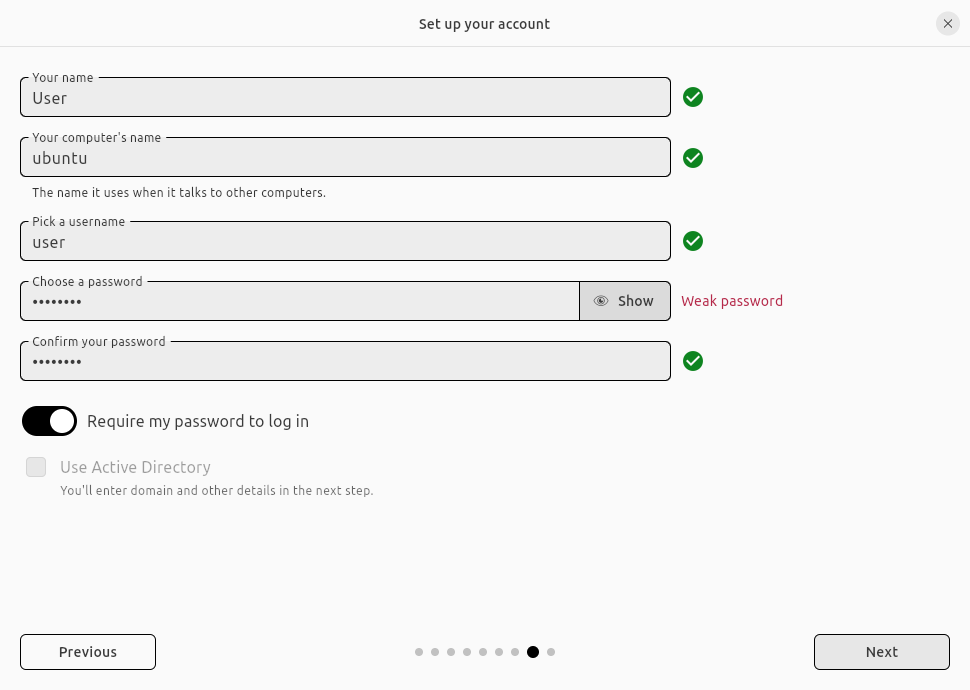 Set up your account
Your name
User
Your computer's name
ubuntu
The name it uses when it talks to other computers.
Pick a username
user
Choose a password
•••••••• Show Weak password
Confirm your password
••••••••
Require my password to log in
Use Active Directory
You'll enter domain and other details in the next step.
Previous Next